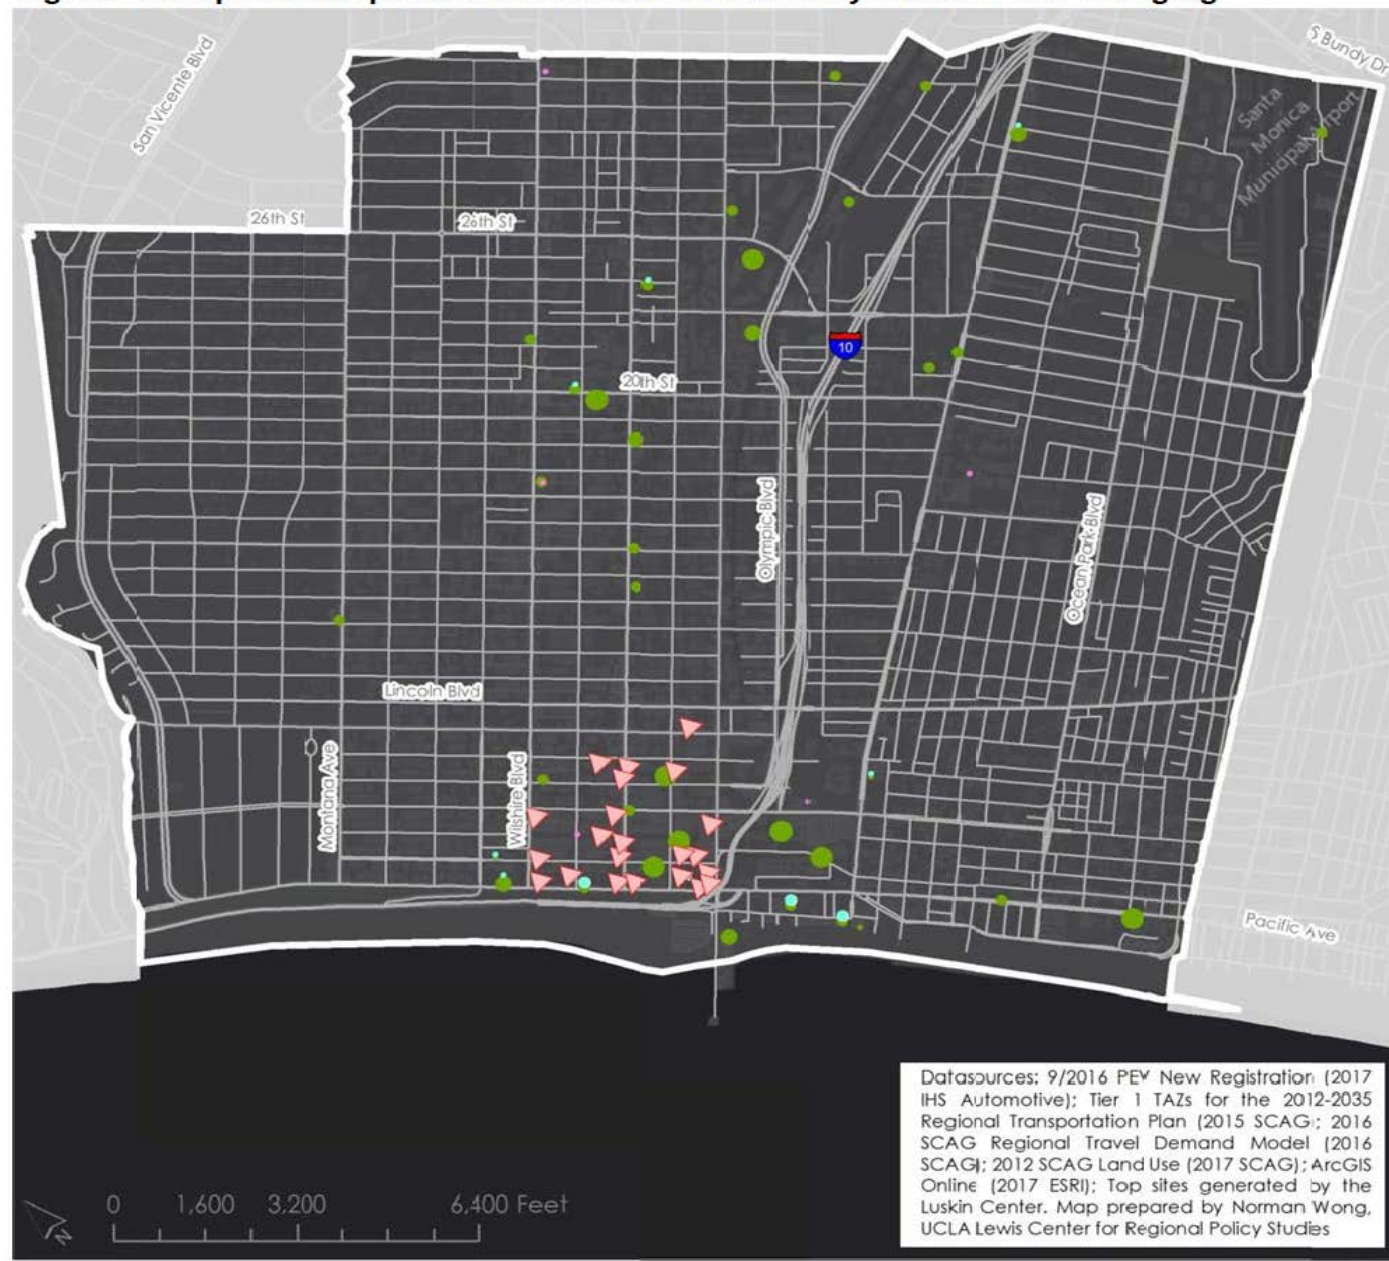 S Bundy Dr
San Vicente Blvd
Santa
Monica
Municipal Airport
26th St
26th St
10
20th St
Olympic Blvd
Ocean Park Blvd
Lincoln Blvd
Montana Ave
Wilshire Blvd
Pacific Ave
Datasources: 9/2016 PEV New Registration (2017
IHS Automotive); Tier 1 TAZs for the 2012-2035
Regional Transportation Plan (2015 SCAG); 2016
SCAG Regional Travel Demand Model (2016
SCAG); 2012 SCAG Land Use (2017 SCAG); ArcGIS
Online (2017 ESRI); Top sites generated by the
Luskin Center. Map prepared by Norman Wong,
UCLA Lewis Center for Regional Policy Studies
0 1,600 3,200 6,400 Feet
N